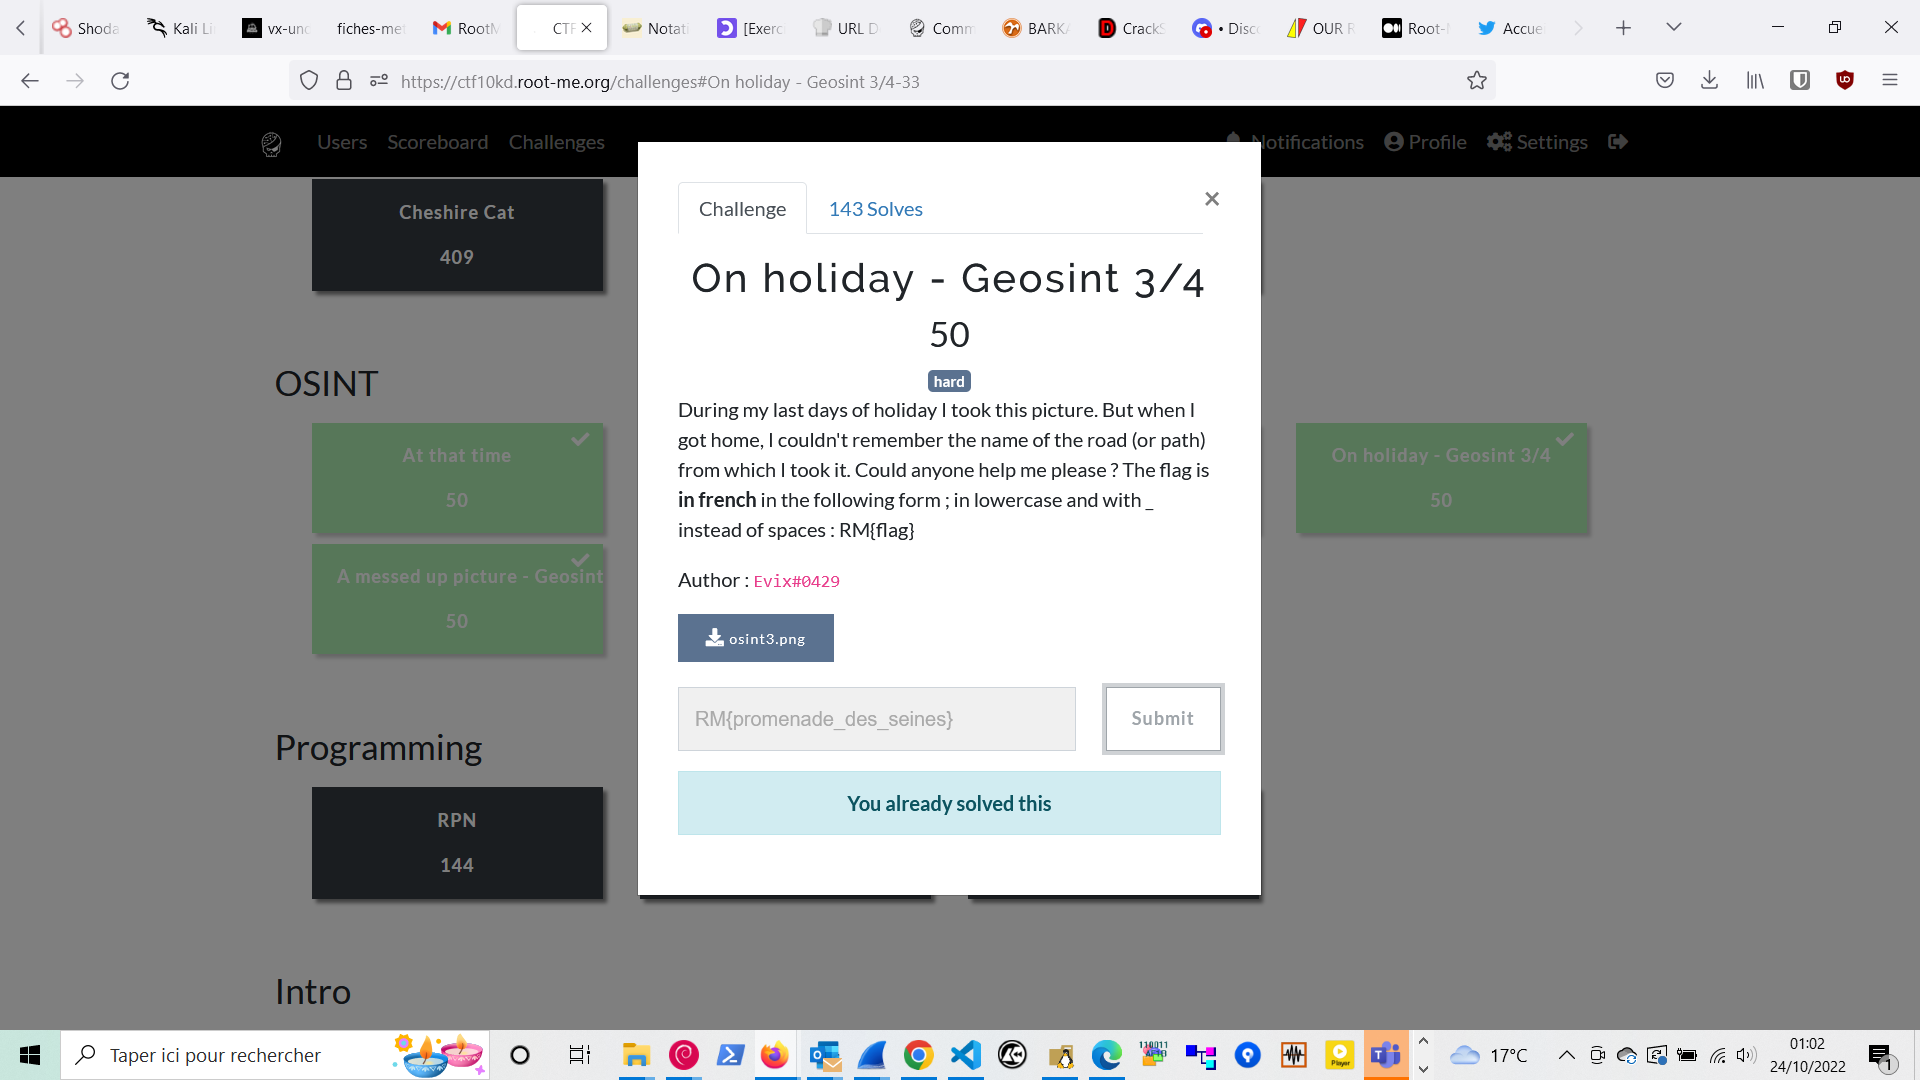 Shoda
Kali Li
vx-und
fiches-met
RootM
CTF
Notati
[Exerc
URL D
Comm
BARKA
CrackS
• Disco
OUR R
Root-M
Accue
https://ctf10kd.root-me.org/challenges#On holiday - Geosint 3/4-33
Users
Scoreboard
Challenges
Notifications
Profile
Settings
Cheshire Cat
409
Challenge
143 Solves
×
On holiday - Geosint 3/4
50
hard
During my last days of holiday I took this picture. But when I
got home, I couldn't remember the name of the road (or path)
from which I took it. Could anyone help me please ? The flag is
in french in the following form ; in lowercase and with _
instead of spaces : RM{flag}
Author : Evix#0429
osint3.png
RM{promenade_des_seines}
Submit
You already solved this
OSINT
At that time
50
On holiday - Geosint 3/4
50
A messed up picture - Geosint
50
Programming
RPN
144
Intro
Taper ici pour rechercher
17°C
01:02
24/10/2022
1